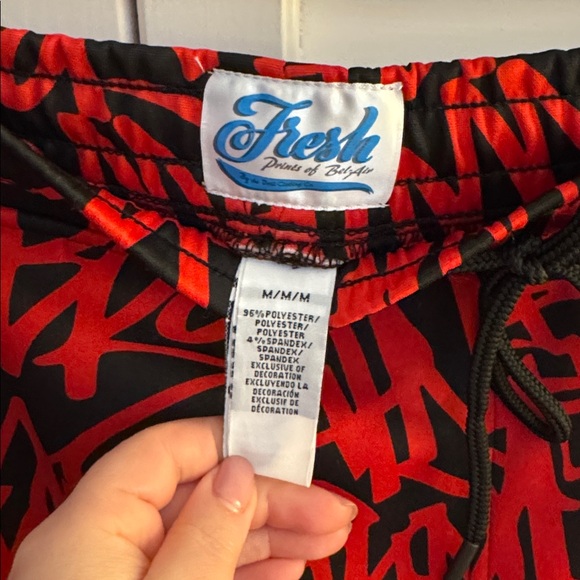 Fresh
Prints of Bel-Air
M/M/M
96% POLYESTER/
POLYESTER/
POLYESTER
4% SPANDEX/
SPANDEX/
SPANDEX
EXCLUSIVE OF
DECORATION
EXCLUYENDO LA
DECORACIÓN
EXCLUSIF DE
DÉCORATION